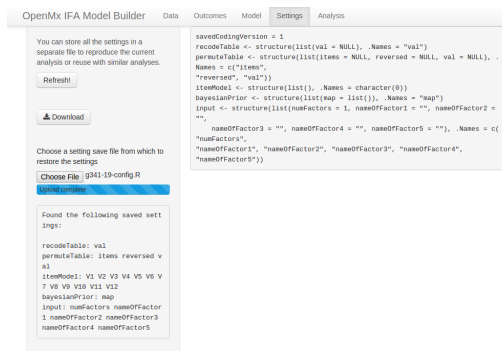 OpenMx IFA Model Builder Data Outcomes Model Settings Analysis
You can store all the settings in a
separate file to reproduce the current
analysis or reuse with similar analyses.
Refresh!
Download
Choose a setting save file from which to
restore the settings
Choose File g341-19-config.R
Upload complete
Found the following saved sett
ings:
recodeTable: val
permuteTable: items reversed v
al
itemModel: V1 V2 V3 V4 V5 V6 V
7 V8 V9 V10 V11 V12
bayesianPrior: map
input: numFactors nameOfFactor
1 nameOfFactor2 nameOfFactor3
nameOfFactor4 nameOfFactor5
savedCodingVersion = 1
recodeTable <- structure(list(val = NULL), .Names = "val")
permuteTable <- structure(list(items = NULL, reversed = NULL, val = NULL), .
Names = c("items",
"reversed", "val"))
itemModel <- structure(list(), .Names = character(0))
bayesianPrior <- structure(list(map = list()), .Names = "map")
input <- structure(list(numFactors = 1, nameOfFactor1 = "", nameOfFactor2 =
"",
nameOfFactor3 = "", nameOfFactor4 = "", nameOfFactor5 = ""), .Names = c(
"numFactors",
"nameOfFactor1", "nameOfFactor2", "nameOfFactor3", "nameOfFactor4",
"nameOfFactor5"))